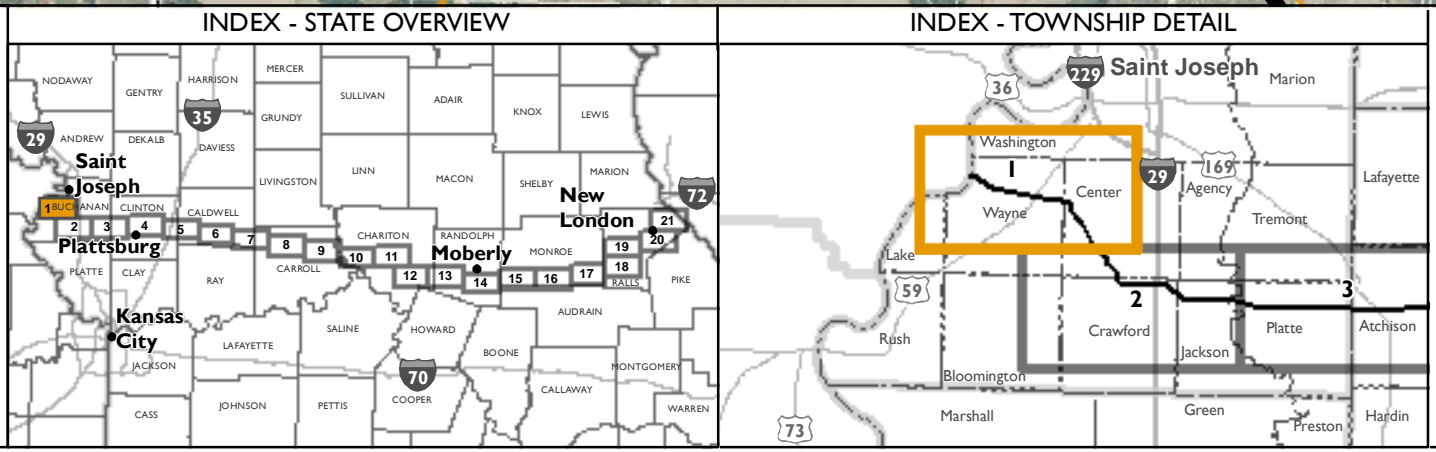 INDEX - STATE OVERVIEW
MERCER
NODAWAY
HARRISON
GENTRY
SULLIVAN
ADAIR
KNOX
LEWIS
35
GRUNDY
29
ANDREW
DEKALB
DAVIESS
Saint
Joseph
LINN
MACON
SHELBY
MARION
LIVINGSTON
New
London
72
1
BUCHANAN
CLINTON
CALDWELL
2
3
4
5
6
7
8
9
10
11
12
13
14
15
16
17
18
19
20
21
Plattsburg
CHARITON
RANDOLPH
Moberly
MONROE
PLATTE
CLAY
RAY
CARROLL
RALLS
PIKE
AUDRAIN
Kansas
City
SALINE
HOWARD
LAFAYETTE
BOONE
JACKSON
70
MONTGOMERY
COOPER
CALLAWAY
CASS
JOHNSON
PETTIS
WARREN
INDEX - TOWNSHIP DETAIL
229
Saint Joseph
Marion
36
Washington
1
29
169
Center
Agency
Lafayette
Wayne
Tremont
Lake
59
2
3
Rush
Crawford
Platte
Atchison
Jackson
Bloomington
Marshall
Green
Hardin
73
Preston